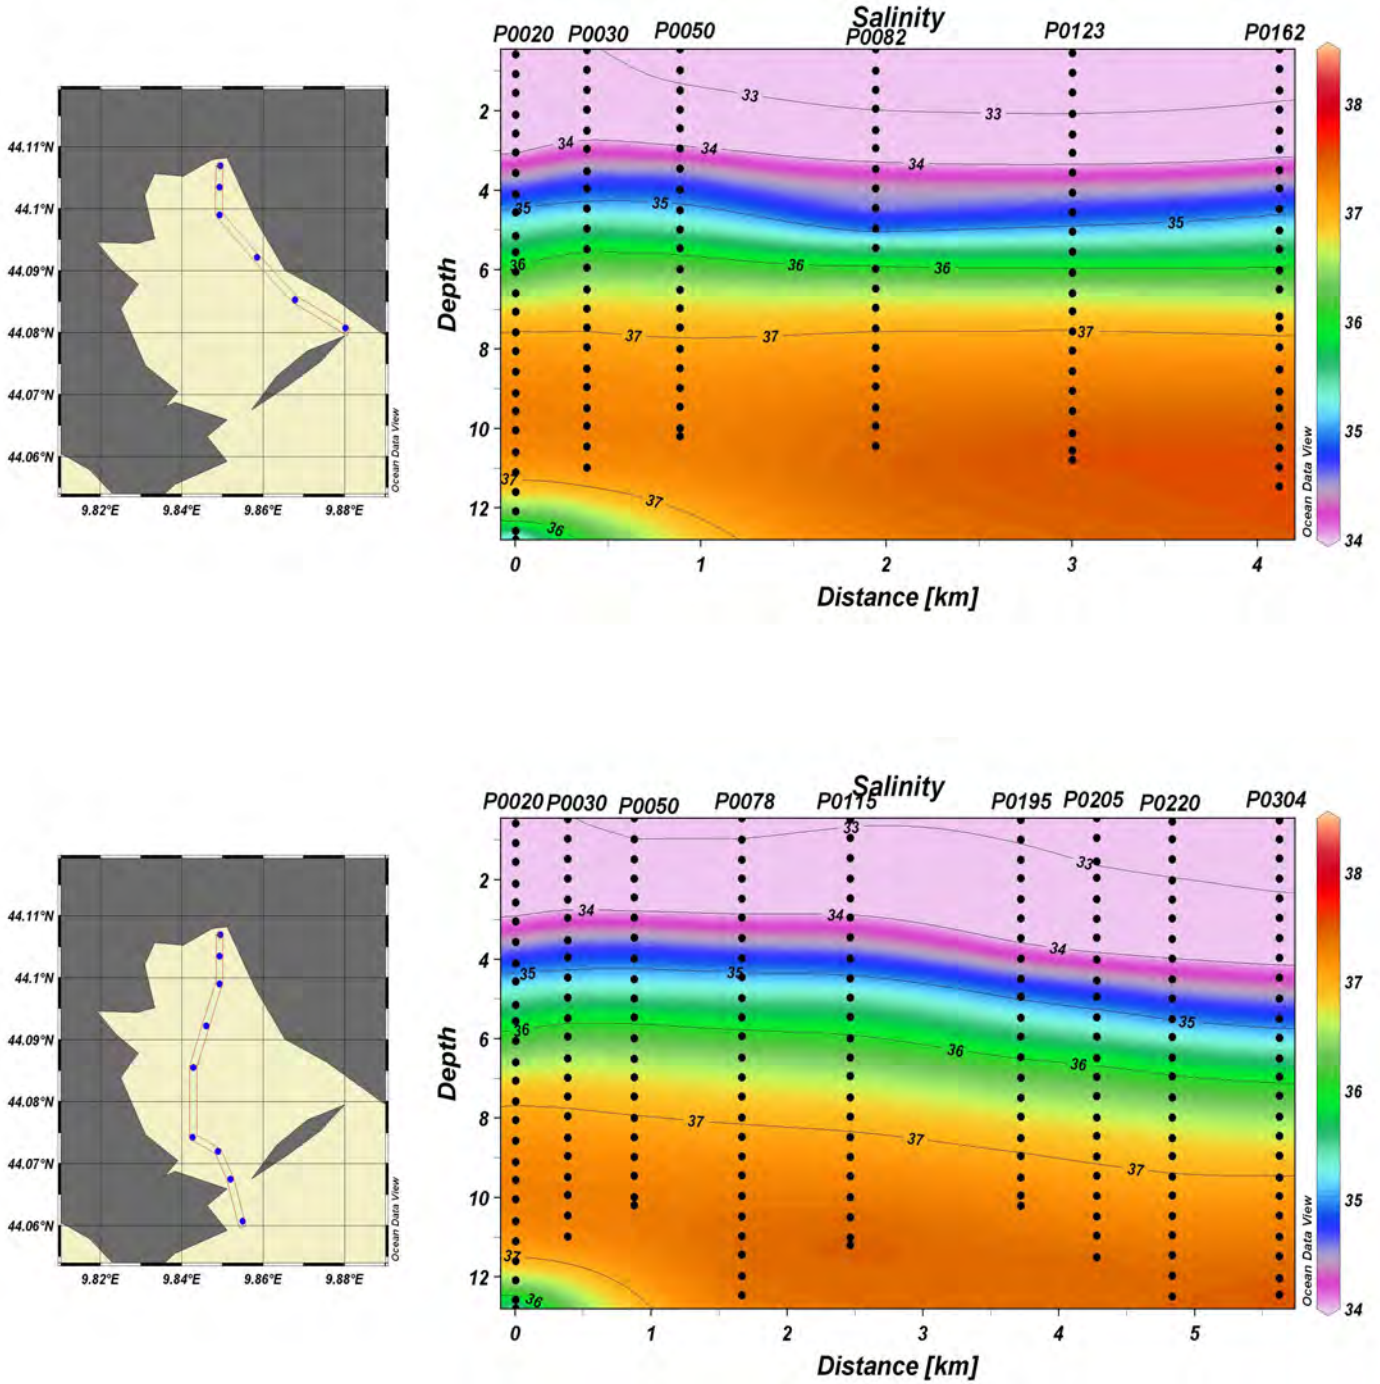 Salinity
P0020 P0030 P0050 P0082 P0123 P0162
44.11°N
44.1°N
44.09°N
44.08°N
44.07°N
44.06°N
9.82°E 9.84°E 9.86°E 9.88°E
Ocean Data View
Depth
2
4
6
8
10
12
33 33
34 34 34
35 35 35
36 36 36
37 37 37
37 37
36
0 1 2 3 4
Distance [km]
Ocean Data View
38
37
36
35
34
Salinity
P0020 P0030 P0050 P0078 P0115 P0195 P0205 P0220 P0304
44.11°N
44.1°N
44.09°N
44.08°N
44.07°N
44.06°N
9.82°E 9.84°E 9.86°E 9.88°E
Ocean Data View
Depth
2
4
6
8
10
12
33 33
34 34 34
35 35 35
36 36 36
37 37 37
37
36
0 1 2 3 4 5
Distance [km]
Ocean Data View
38
37
36
35
34